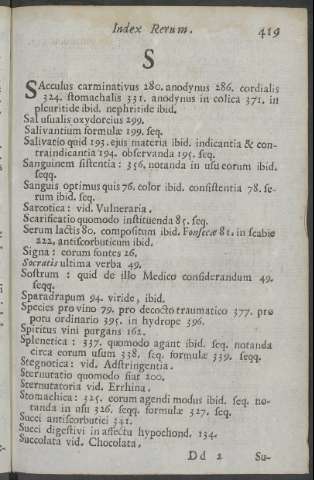 Index Rerum. 419
S
SAcculus carminativus 280. anodynus 286. cordialis
324. stomachalis 331. anodynus in colica 371. in
pleuritide ibid. nephritide ibid.
Sal usualis oxydorcius 299.
Salivantium formulæ 199. seq.
Salivatio quid 193. ejus materia ibid. indicantia & con-
traindicantia 194. observanda 195. seq.
Sanguinem sistentia : 356. notanda in usu eorum ibid.
seqq.
Sanguis optimus quis 76. color ibid. consistentia 78. se-
rum ibid. seq.
Sarcotica : vid. Vulneraria.
Scarificatio quomodo instituenda 85. seq.
Serum lactis 80. compositum ibid. Fonsecæ 81. in scabie
222. antiscorbuticum ibid.
Signa : eorum fontes 26.
Socratis ultima verba 49.
Sostrum : quid de illo Medico considerandum 49.
seqq.
Sparadrapum 94. viride, ibid.
Species pro vino 79. pro decocto traumatico 377. pro
potu ordinario 395. in hydrope 396.
Spiritus vini purgans 162.
Splenetica : 337. quomodo agant ibid. seq. notanda
circa eorum usum 338. seq. formulæ 339. seqq.
Stegnotica : vid. Adstringentia.
Sternutatio quomodo fiat 200.
Sternutatoria vid. Errhina.
Stomachica : 325. eorum agendi modus ibid. seq. no-
tanda in usu 326. seqq. formulæ 327. seq.
Succi antiscorbutici 341.
Succi digestivi in affectu hypochond. 134.
Succolata vid. Chocolata.
Dd 2 Su-